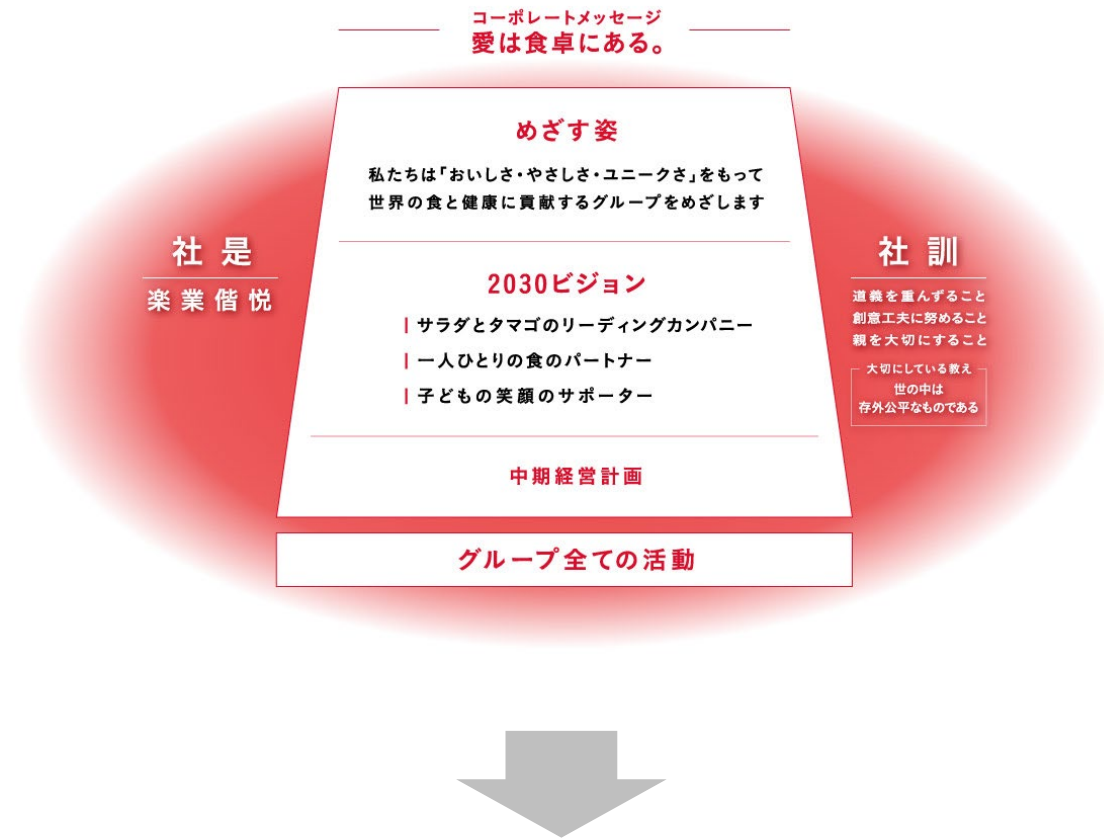 コーポレートメッセージ
愛は食卓にある。
めざす姿
私たちは「おいしさ・やさしさ・ユニークさ」をもって
世界の食と健康に貢献するグループをめざします
社是
楽業偕悦
2030ビジョン
サラダとタマゴのリーディングカンパニー
一人ひとりの食のパートナー
子どもの笑顔のサポーター
社訓
道義を重んずること
創意工夫に努めること
親を大切にすること
大切にしている教え
世の中は
存外公平なものである
中期経営計画
グループ全ての活動